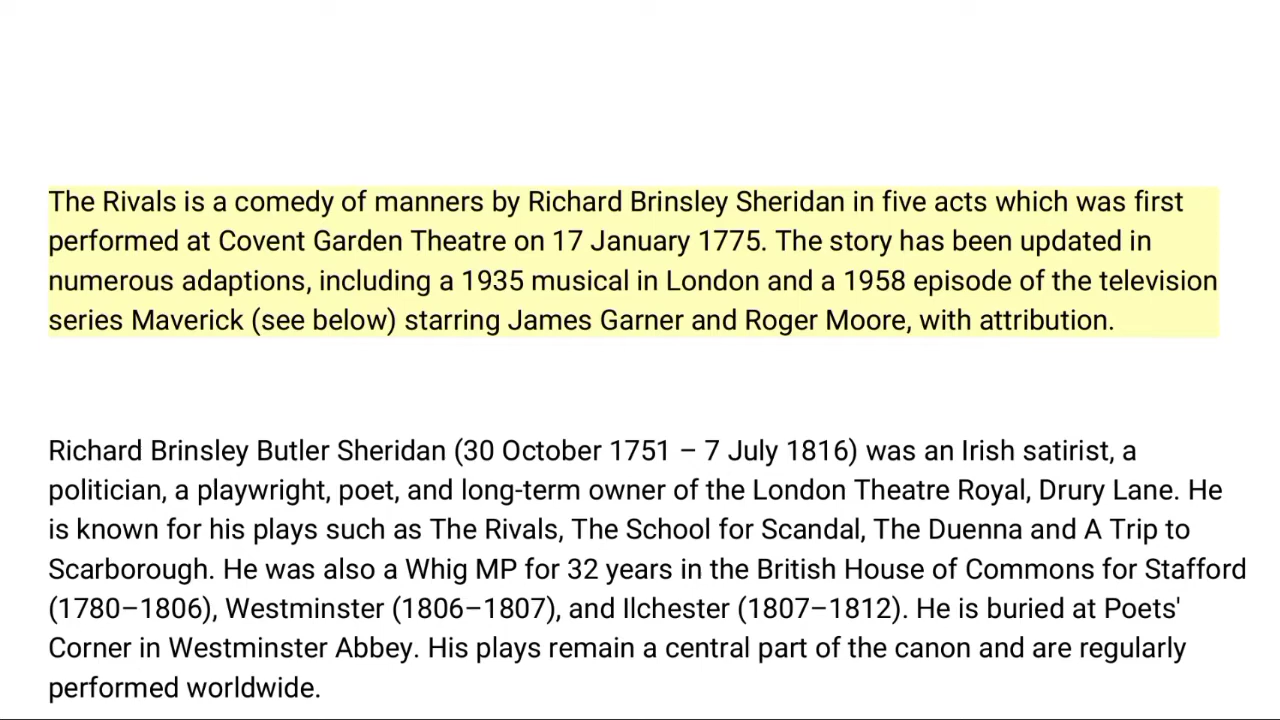 The Rivals is a comedy of manners by Richard Brinsley Sheridan in five acts which was first
performed at Covent Garden Theatre on 17 January 1775. The story has been updated in
numerous adaptions, including a 1935 musical in London and a 1958 episode of the television
series Maverick (see below) starring James Garner and Roger Moore, with attribution.
Richard Brinsley Butler Sheridan (30 October 1751 – 7 July 1816) was an Irish satirist, a
politician, a playwright, poet, and long-term owner of the London Theatre Royal, Drury Lane. He
is known for his plays such as The Rivals, The School for Scandal, The Duenna and A Trip to
Scarborough. He was also a Whig MP for 32 years in the British House of Commons for Stafford
(1780–1806), Westminster (1806–1807), and Ilchester (1807–1812). He is buried at Poets'
Corner in Westminster Abbey. His plays remain a central part of the canon and are regularly
performed worldwide.